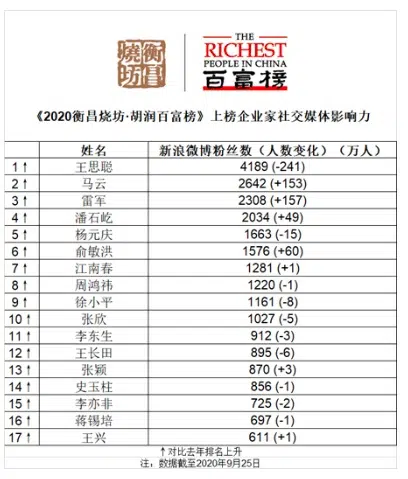 衡昌
烧坊
THE
RICHEST
PEOPLE IN CHINA
百富榜
《2020衡昌烧坊·胡润百富榜》上榜企业家社交媒体影响力
姓名 新浪微博粉丝数（人数变化）（万人）
1↑ 王思聪 4189 (-241)
2↑ 马云 2642 (+153)
3↑ 雷军 2308 (+157)
4↑ 潘石屹 2034 (+49)
5↑ 杨元庆 1663 (-15)
6↑ 俞敏洪 1576 (+60)
7↑ 江南春 1281 (+1)
8↑ 周鸿祎 1220 (-1)
9↑ 徐小平 1161 (-8)
10↑ 张欣 1027 (-5)
11↑ 李东生 912 (-3)
12↑ 王长田 895 (-6)
13↑ 张颖 870 (+3)
14↑ 史玉柱 856 (-1)
15↑ 李亦非 725 (-2)
16↑ 蒋锡培 697 (-1)
17↑ 王兴 611 (+1)
↑对比去年排名上升
注：数据截至2020年9月25日